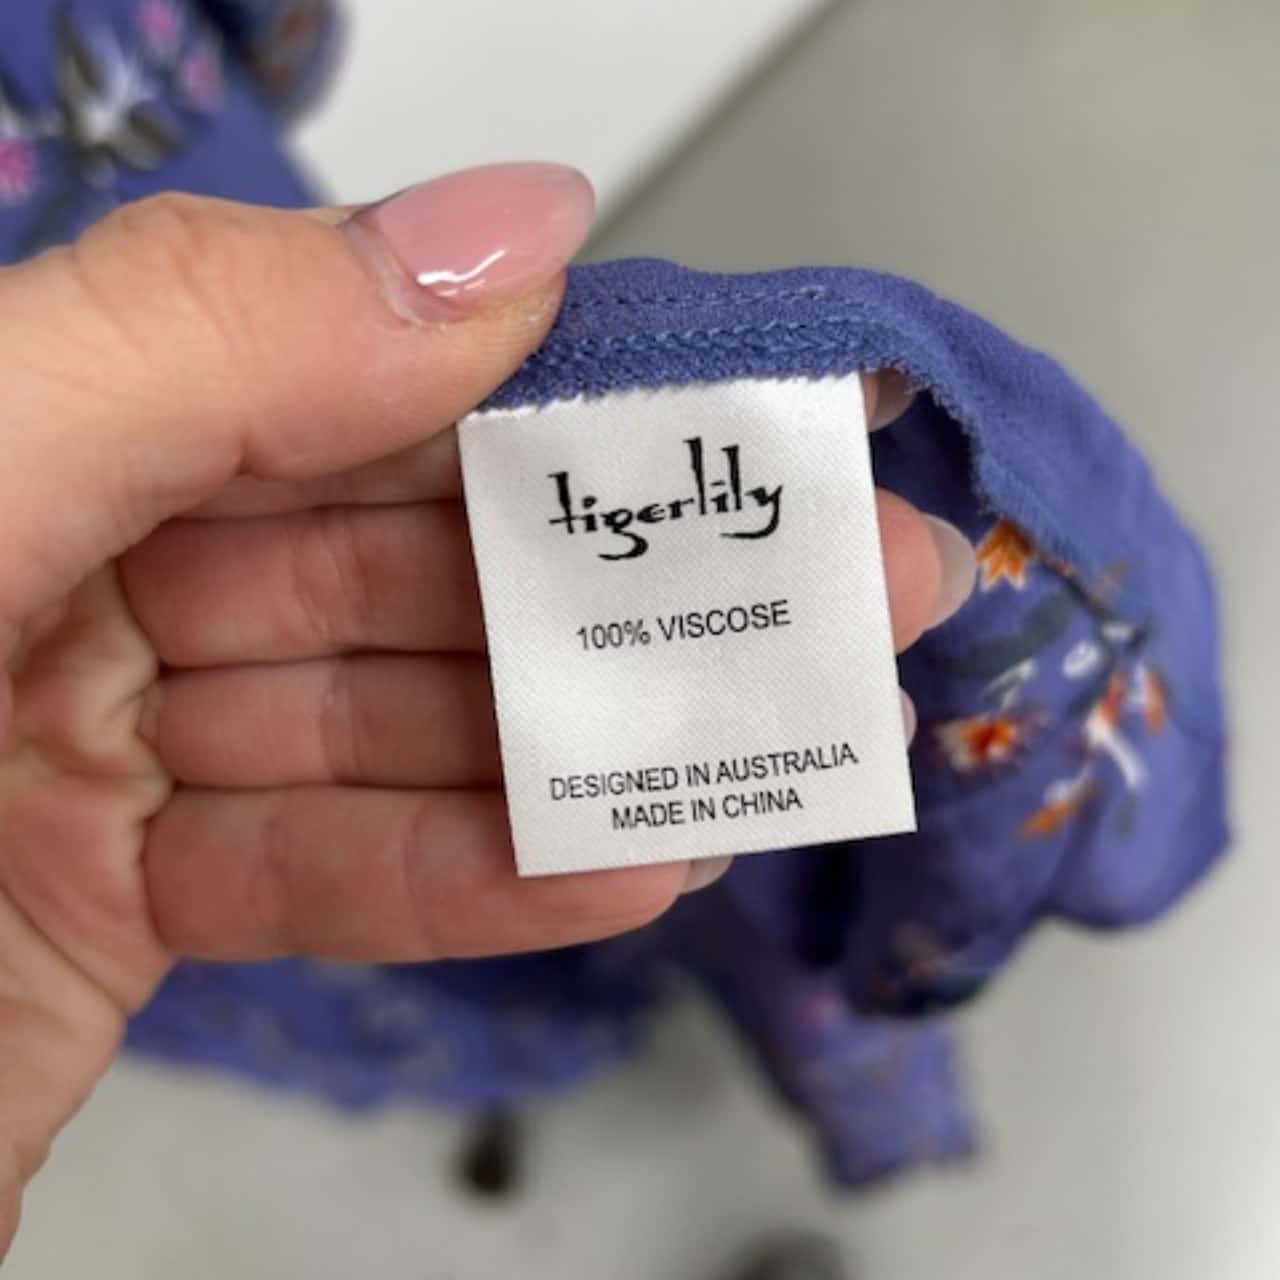 tigerlily
100% VISCOSE
DESIGNED IN AUSTRALIA
MADE IN CHINA